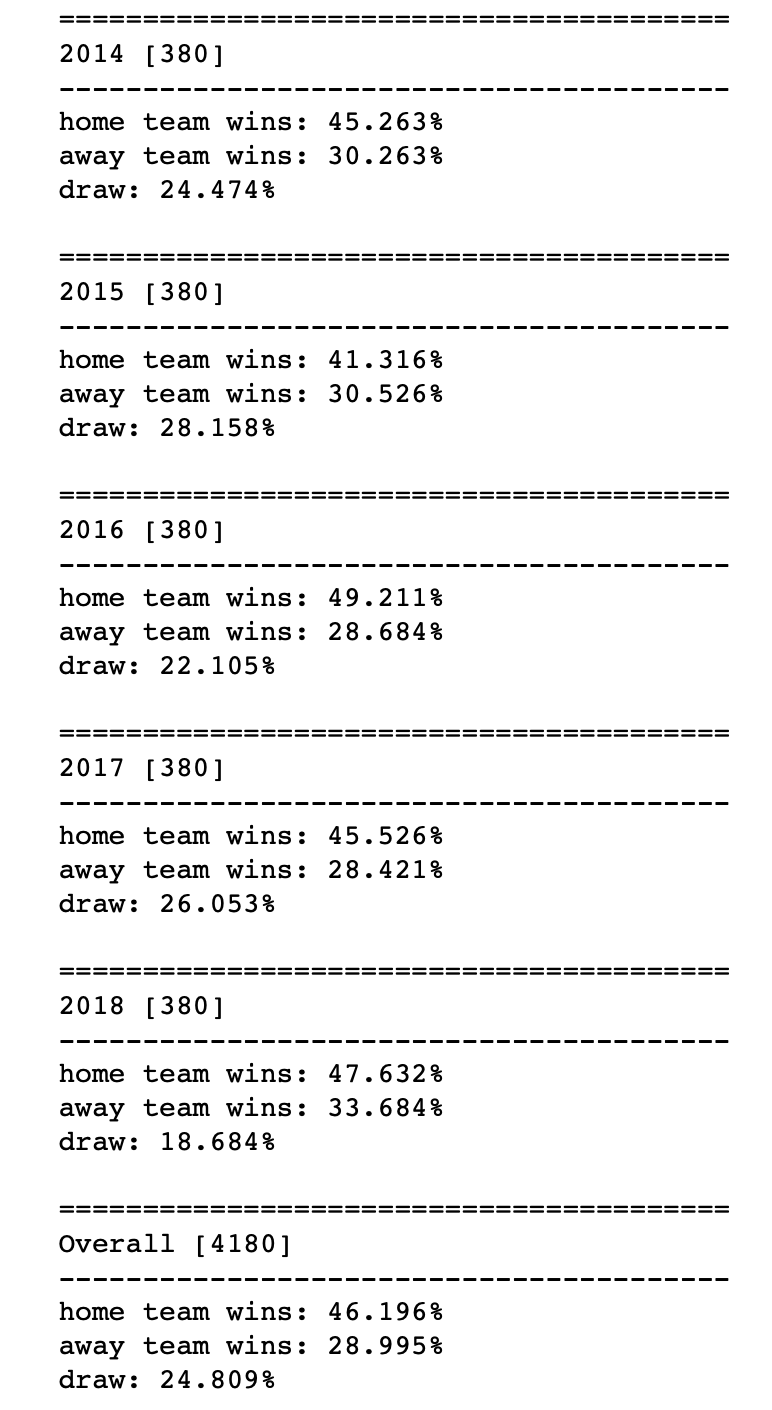 ========================================
2014 [380]
----------------------------------------
home team wins: 45.263%
away team wins: 30.263%
draw: 24.474%
========================================
2015 [380]
----------------------------------------
home team wins: 41.316%
away team wins: 30.526%
draw: 28.158%
========================================
2016 [380]
----------------------------------------
home team wins: 49.211%
away team wins: 28.684%
draw: 22.105%
========================================
2017 [380]
----------------------------------------
home team wins: 45.526%
away team wins: 28.421%
draw: 26.053%
========================================
2018 [380]
----------------------------------------
home team wins: 47.632%
away team wins: 33.684%
draw: 18.684%
========================================
Overall [4180]
----------------------------------------
home team wins: 46.196%
away team wins: 28.995%
draw: 24.809%